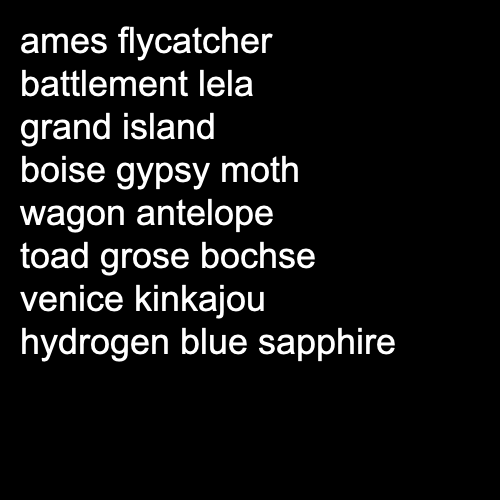 ames flycatcher
battlement lela
grand island
boise gypsy moth
wagon antelope
toad grose bochse
venice kinkajou
hydrogen blue sapphire